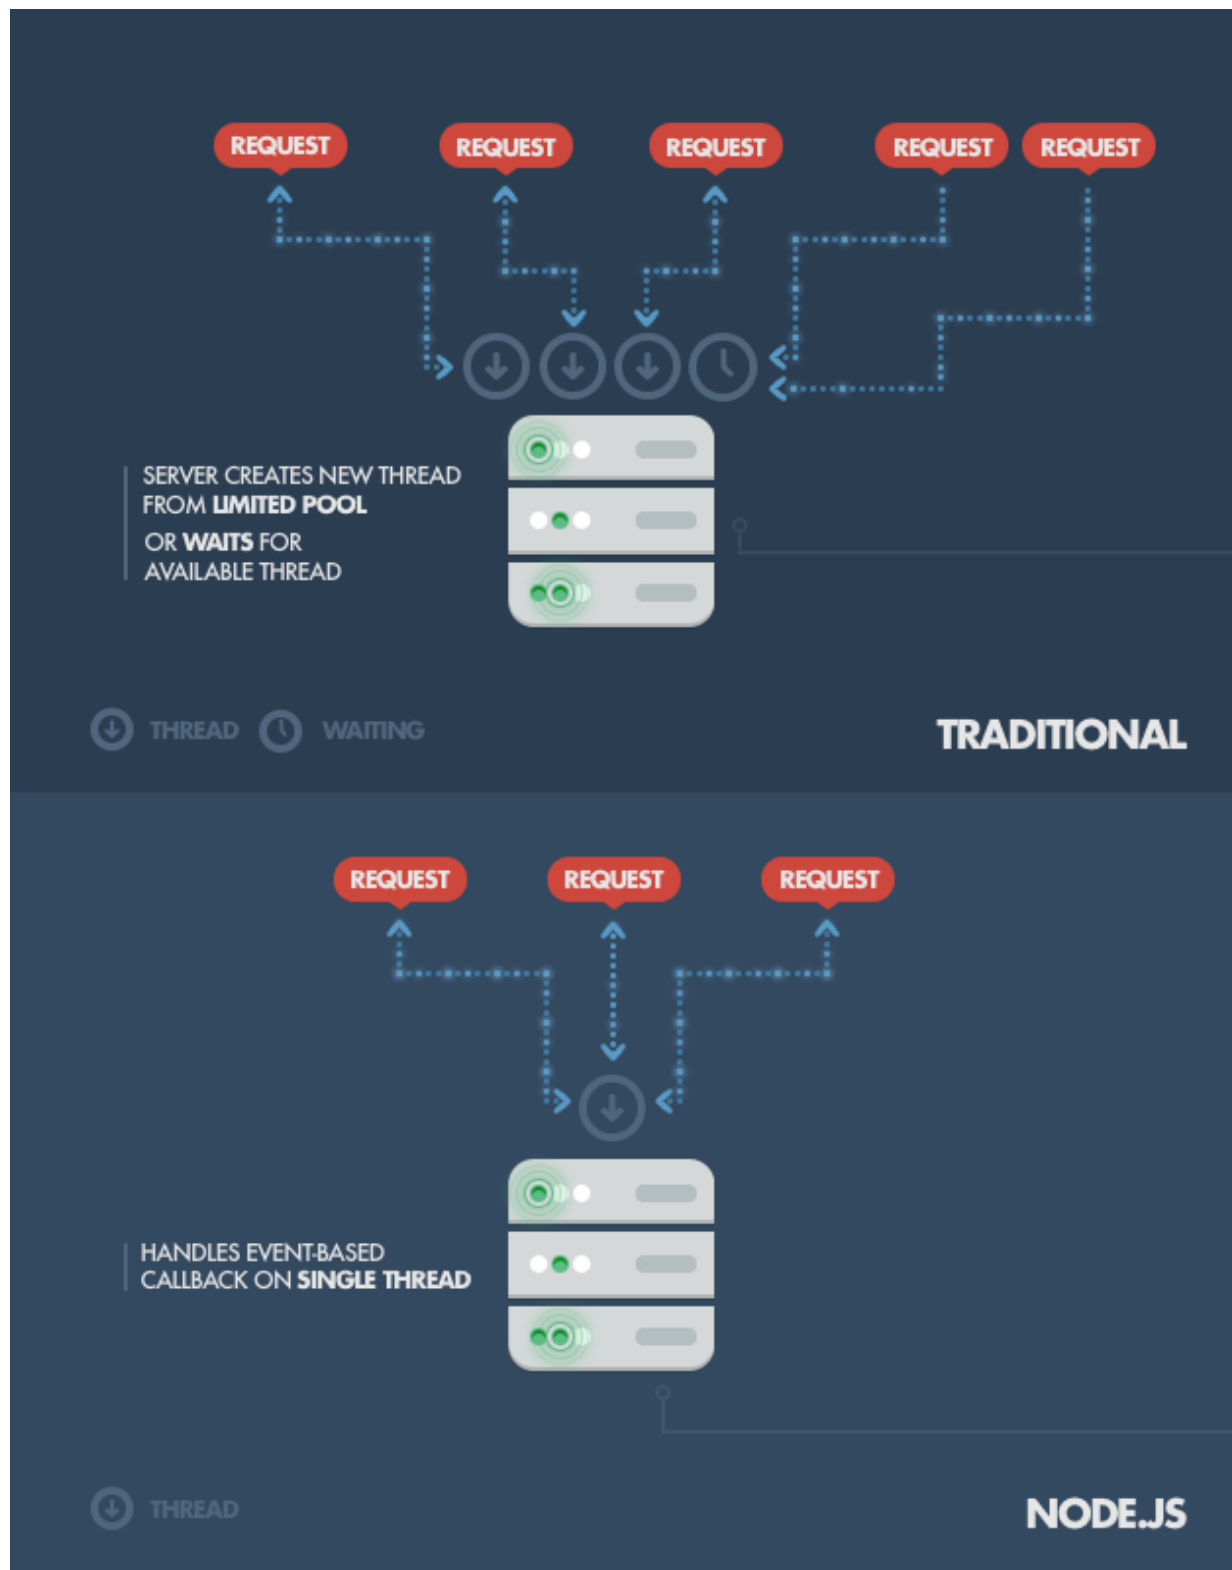 REQUEST
REQUEST
REQUEST
REQUEST
REQUEST
SERVER CREATES NEW THREAD
FROM LIMITED POOL
OR WAITS FOR
AVAILABLE THREAD
THREAD
WAITING
TRADITIONAL
REQUEST
REQUEST
REQUEST
HANDLES EVENT-BASED
CALLBACK ON SINGLE THREAD
THREAD
NODE.JS